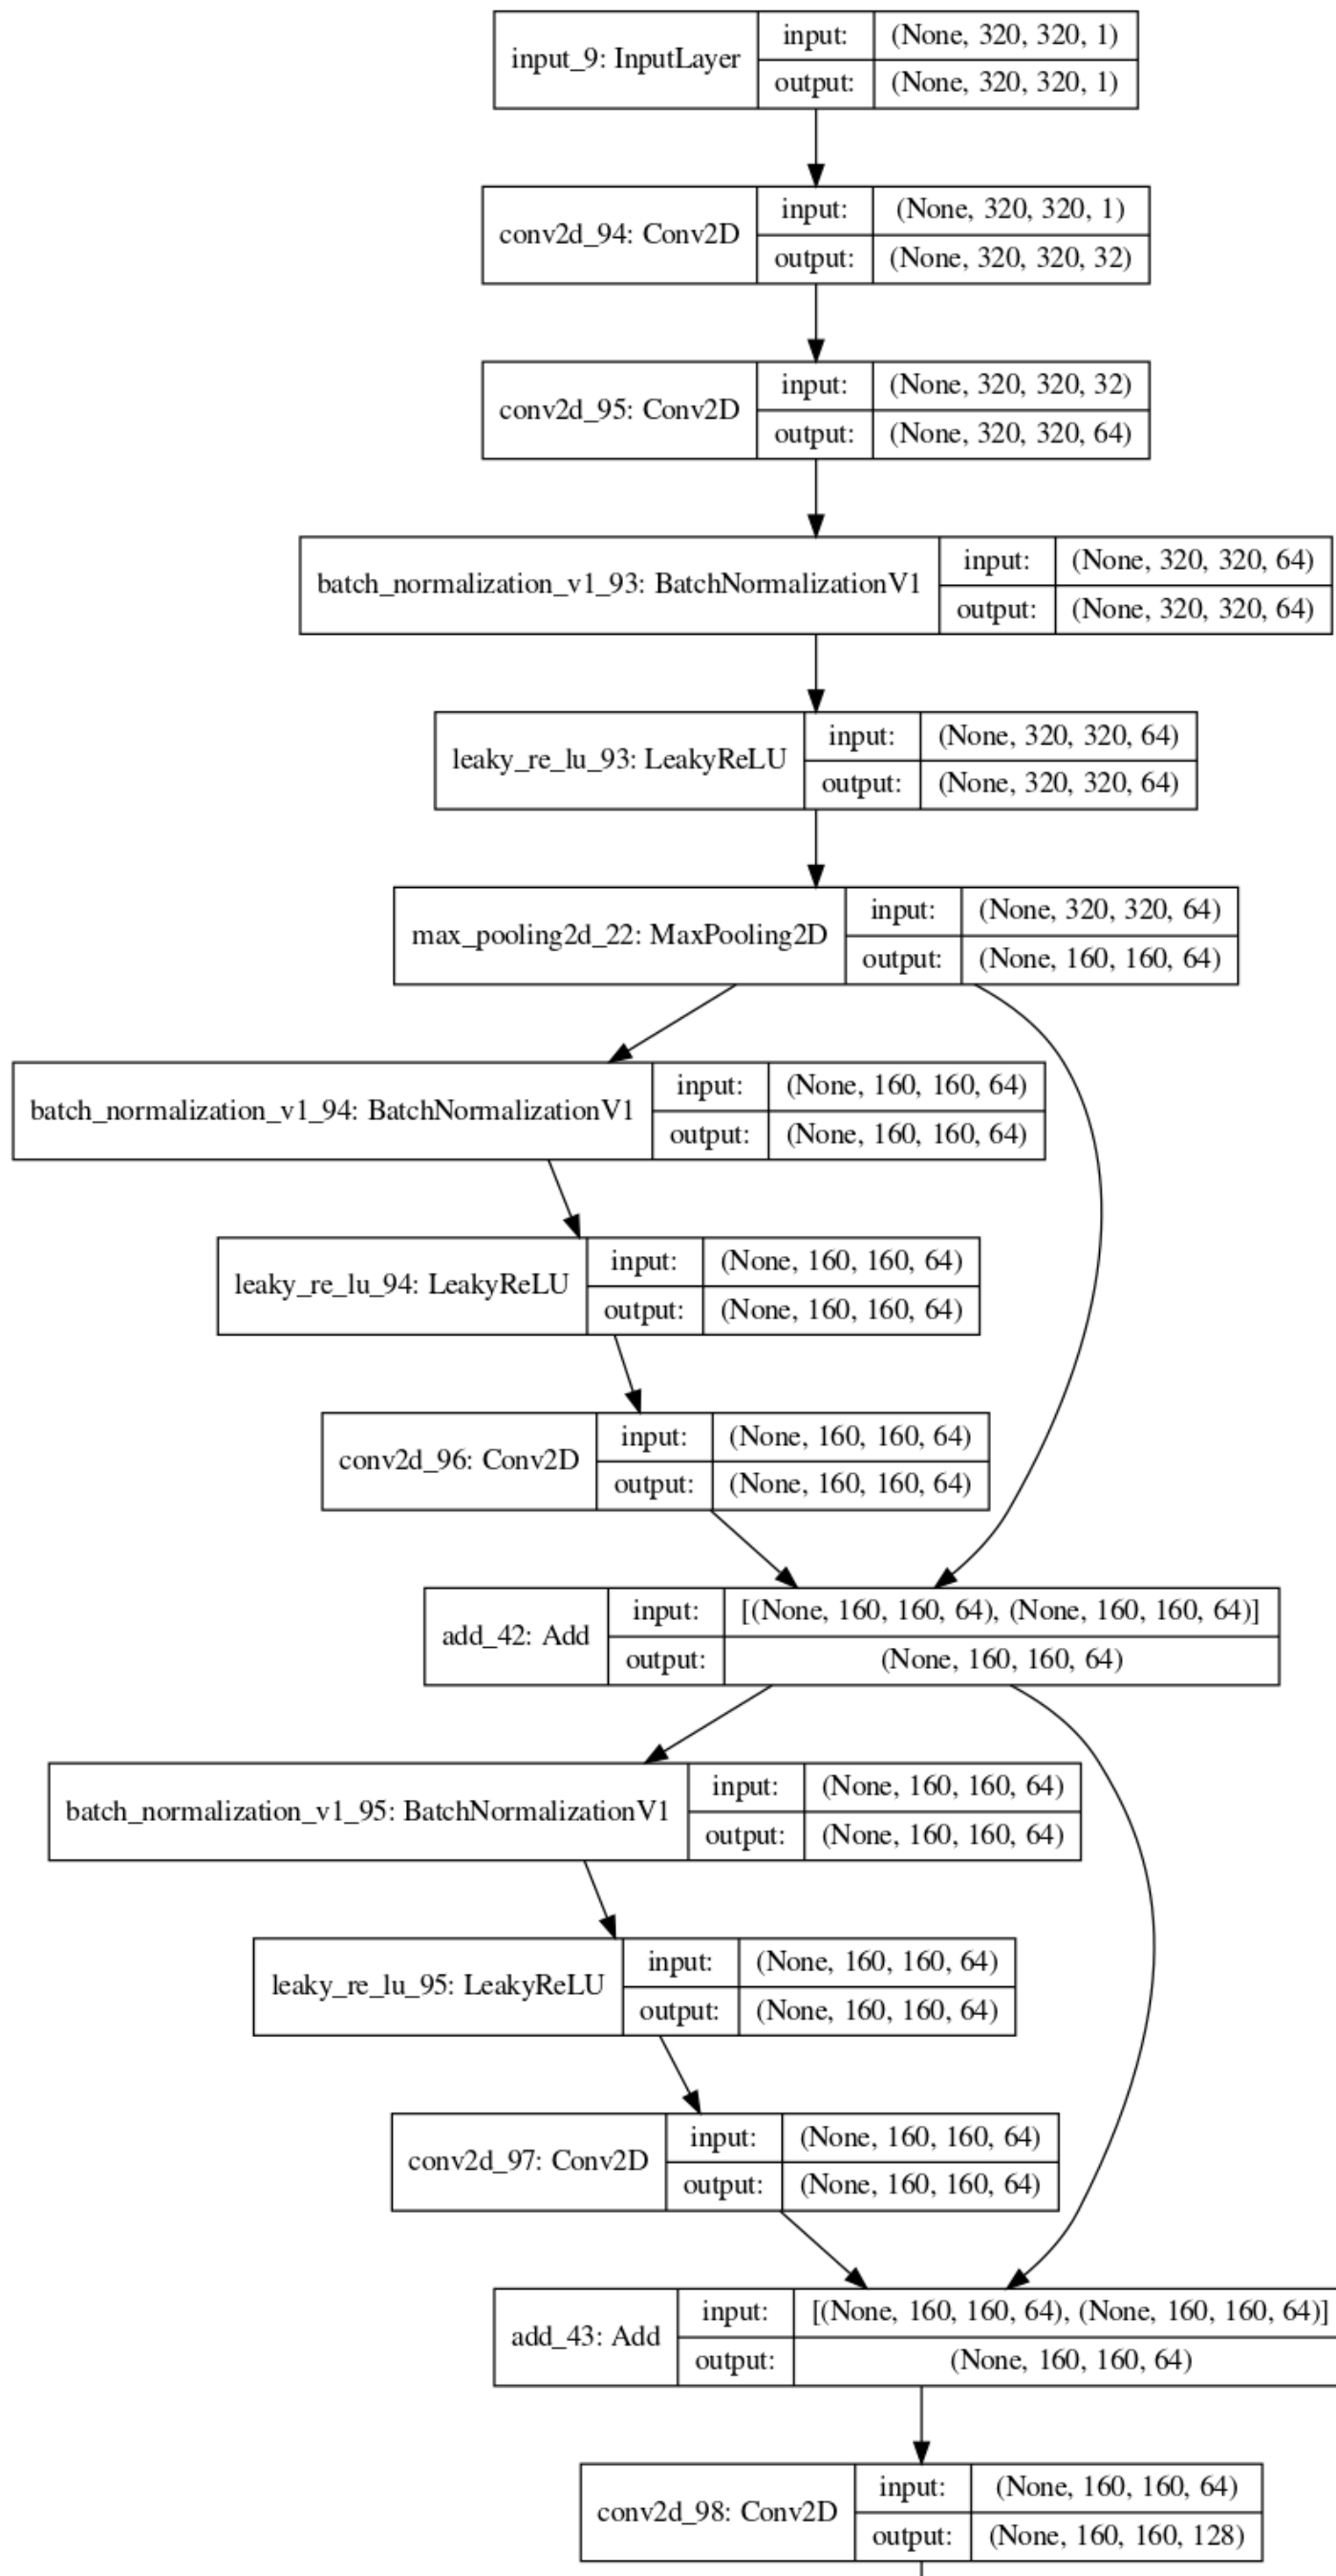 input_9: InputLayer
input: (None, 320, 320, 1)
output: (None, 320, 320, 1)
conv2d_94: Conv2D
input: (None, 320, 320, 1)
output: (None, 320, 320, 32)
conv2d_95: Conv2D
input: (None, 320, 320, 32)
output: (None, 320, 320, 64)
batch_normalization_v1_93: BatchNormalizationV1
input: (None, 320, 320, 64)
output: (None, 320, 320, 64)
leaky_re_lu_93: LeakyReLU
input: (None, 320, 320, 64)
output: (None, 320, 320, 64)
max_pooling2d_22: MaxPooling2D
input: (None, 320, 320, 64)
output: (None, 160, 160, 64)
batch_normalization_v1_94: BatchNormalizationV1
input: (None, 160, 160, 64)
output: (None, 160, 160, 64)
leaky_re_lu_94: LeakyReLU
input: (None, 160, 160, 64)
output: (None, 160, 160, 64)
conv2d_96: Conv2D
input: (None, 160, 160, 64)
output: (None, 160, 160, 64)
add_42: Add
input: [(None, 160, 160, 64), (None, 160, 160, 64)]
output: (None, 160, 160, 64)
batch_normalization_v1_95: BatchNormalizationV1
input: (None, 160, 160, 64)
output: (None, 160, 160, 64)
leaky_re_lu_95: LeakyReLU
input: (None, 160, 160, 64)
output: (None, 160, 160, 64)
conv2d_97: Conv2D
input: (None, 160, 160, 64)
output: (None, 160, 160, 64)
add_43: Add
input: [(None, 160, 160, 64), (None, 160, 160, 64)]
output: (None, 160, 160, 64)
conv2d_98: Conv2D
input: (None, 160, 160, 64)
output: (None, 160, 160, 128)